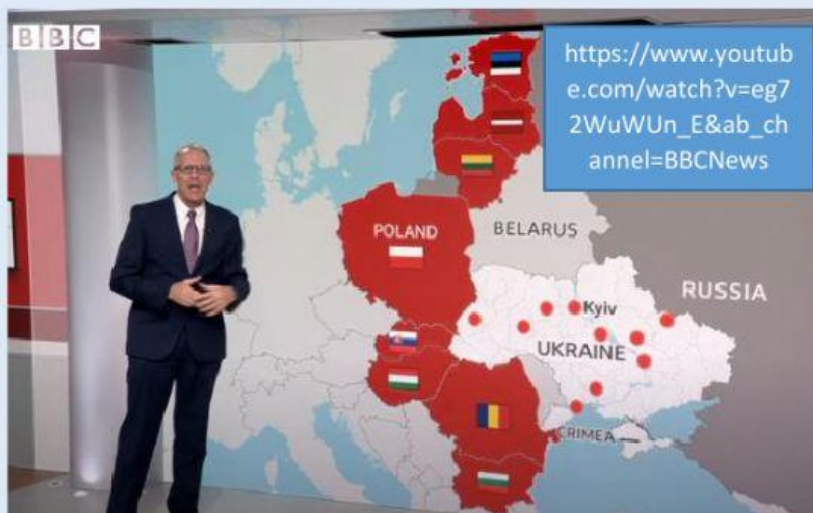 BBC
https://www.youtub
e.com/watch?v=eg7
2WuWUn_E&ab_ch
annel=BBCNews
POLAND
BELARUS
RUSSIA
Kyiv
UKRAINE
CRIMEA